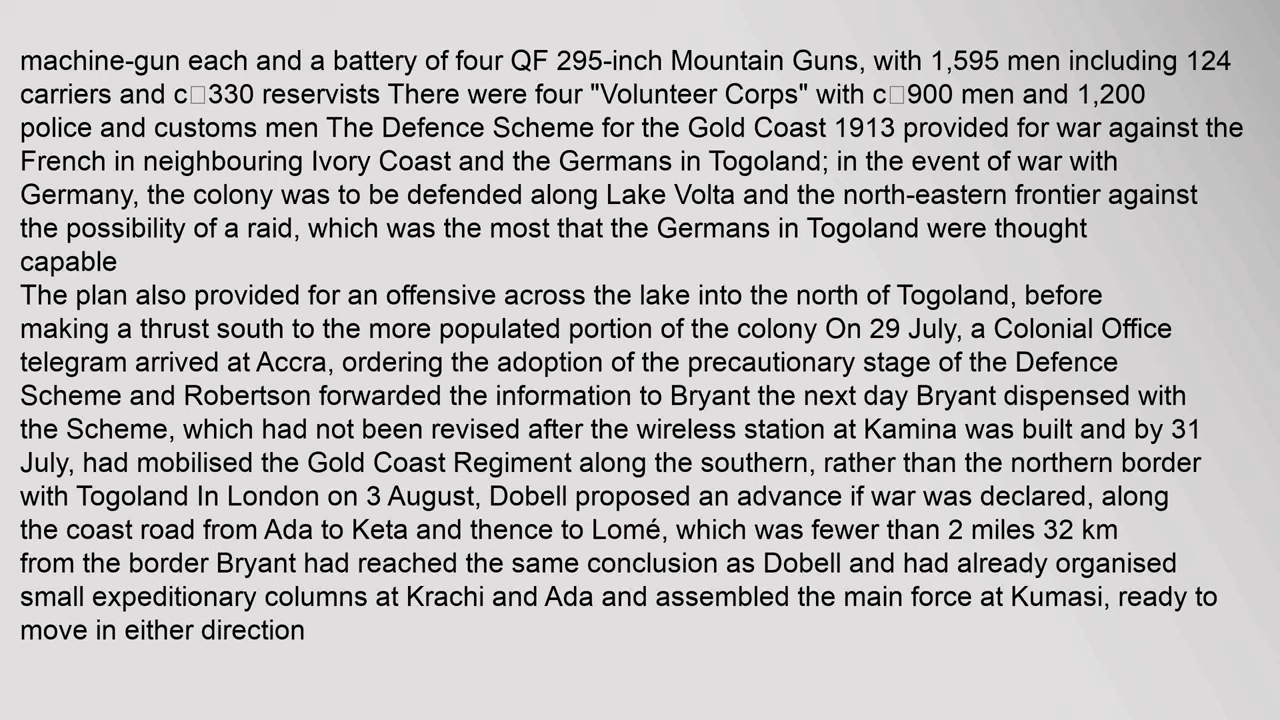 machine-gun each and a battery of four QF 295-inch Mountain Guns, with 1,595 men including 124
carriers and c□330 reservists There were four "Volunteer Corps" with c□900 men and 1,200
police and customs men The Defence Scheme for the Gold Coast 1913 provided for war against the
French in neighbouring Ivory Coast and the Germans in Togoland; in the event of war with
Germany, the colony was to be defended along Lake Volta and the north-eastern frontier against
the possibility of a raid, which was the most that the Germans in Togoland were thought
capable
The plan also provided for an offensive across the lake into the north of Togoland, before
making a thrust south to the more populated portion of the colony On 29 July, a Colonial Office
telegram arrived at Accra, ordering the adoption of the precautionary stage of the Defence
Scheme and Robertson forwarded the information to Bryant the next day Bryant dispensed with
the Scheme, which had not been revised after the wireless station at Kamina was built and by 31
July, had mobilised the Gold Coast Regiment along the southern, rather than the northern border
with Togoland In London on 3 August, Dobell proposed an advance if war was declared, along
the coast road from Ada to Keta and thence to Lomé, which was fewer than 2 miles 32 km
from the border Bryant had reached the same conclusion as Dobell and had already organised
small expeditionary columns at Krachi and Ada and assembled the main force at Kumasi, ready to
move in either direction